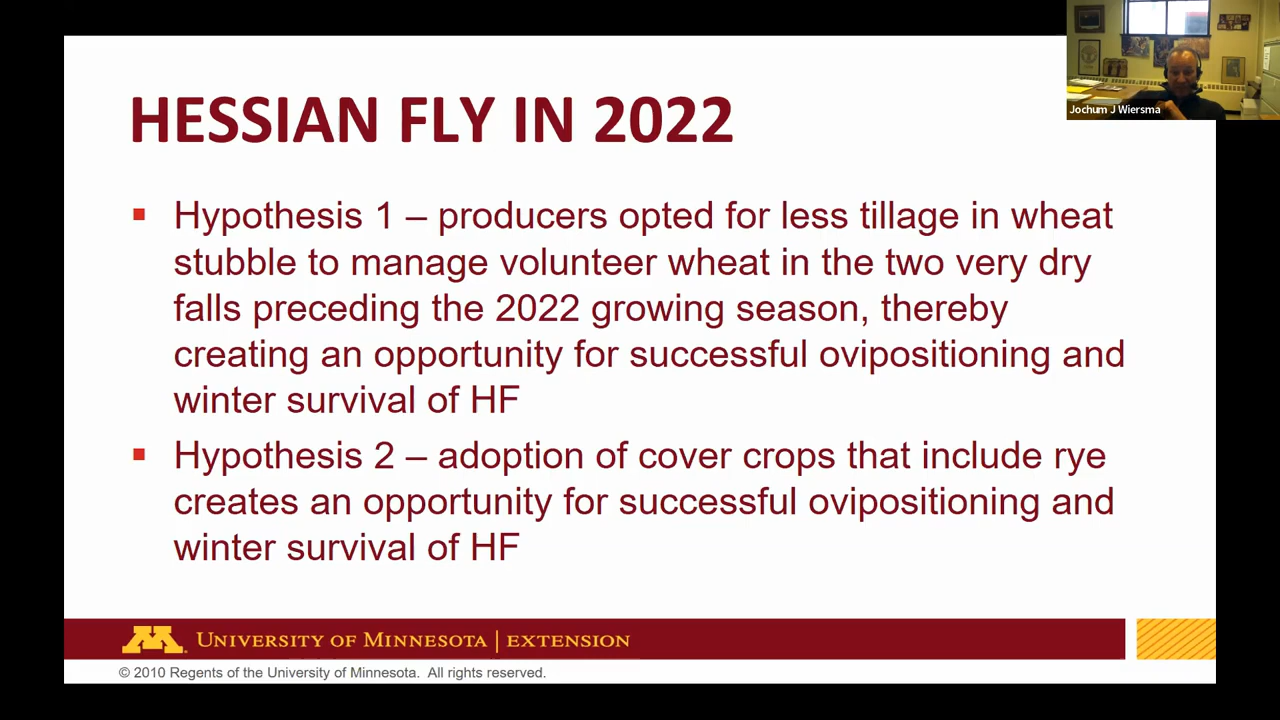 Jochum J Wiersma
HESSIAN FLY IN 2022
▪ Hypothesis 1 – producers opted for less tillage in wheat
stubble to manage volunteer wheat in the two very dry
falls preceding the 2022 growing season, thereby
creating an opportunity for successful ovipositioning and
winter survival of HF
▪ Hypothesis 2 – adoption of cover crops that include rye
creates an opportunity for successful ovipositioning and
winter survival of HF
M UNIVERSITY OF MINNESOTA | EXTENSION
© 2010 Regents of the University of Minnesota. All rights reserved.